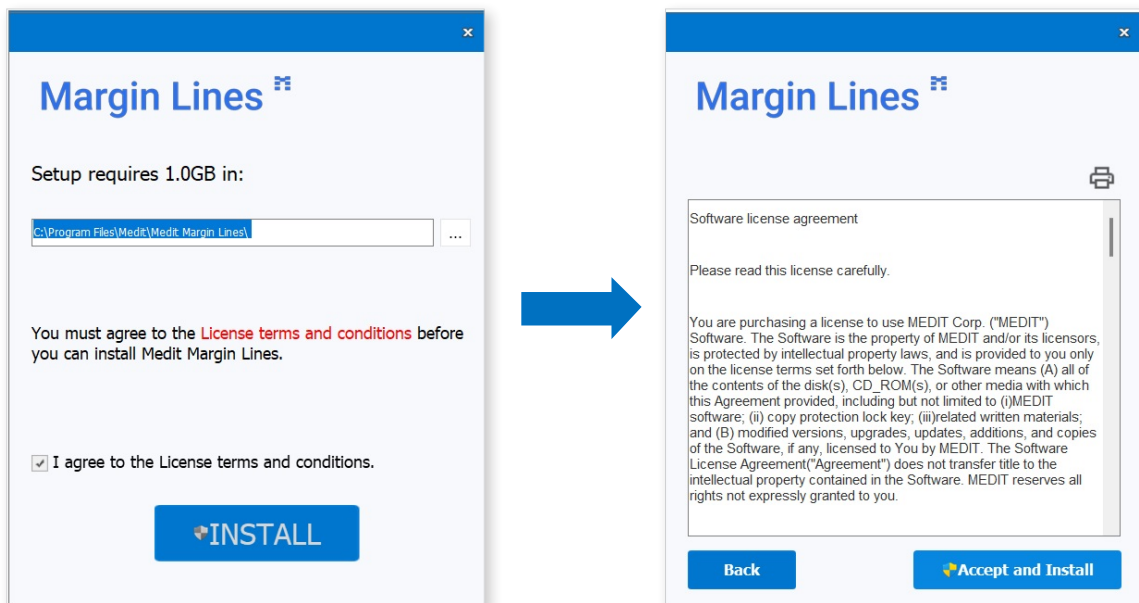 Margin Lines
Setup requires 1.0GB in:
C:\Program Files\Medit\Medit Margin Lines\
...
You must agree to the License terms and conditions before
you can install Medit Margin Lines.
I agree to the License terms and conditions.
INSTALL
Margin Lines
Software license agreement
Please read this license carefully.
You are purchasing a license to use MEDIT Corp. ("MEDIT")
Software. The Software is the property of MEDIT and/or its licensors,
is protected by intellectual property laws, and is provided to you only
on the license terms set forth below. The Software means (A) all of
the contents of the disk(s), CD_ROM(s), or other media with which
this Agreement provided, including but not limited to (i)MEDIT
software; (ii) copy protection lock key; (iii)related written materials;
and (B) modified versions, upgrades, updates, additions, and copies
of the Software, if any, licensed to You by MEDIT. The Software
License Agreement("Agreement") does not transfer title to the
intellectual property contained in the Software. MEDIT reserves all
rights not expressly granted to you.
Back
Accept and Install